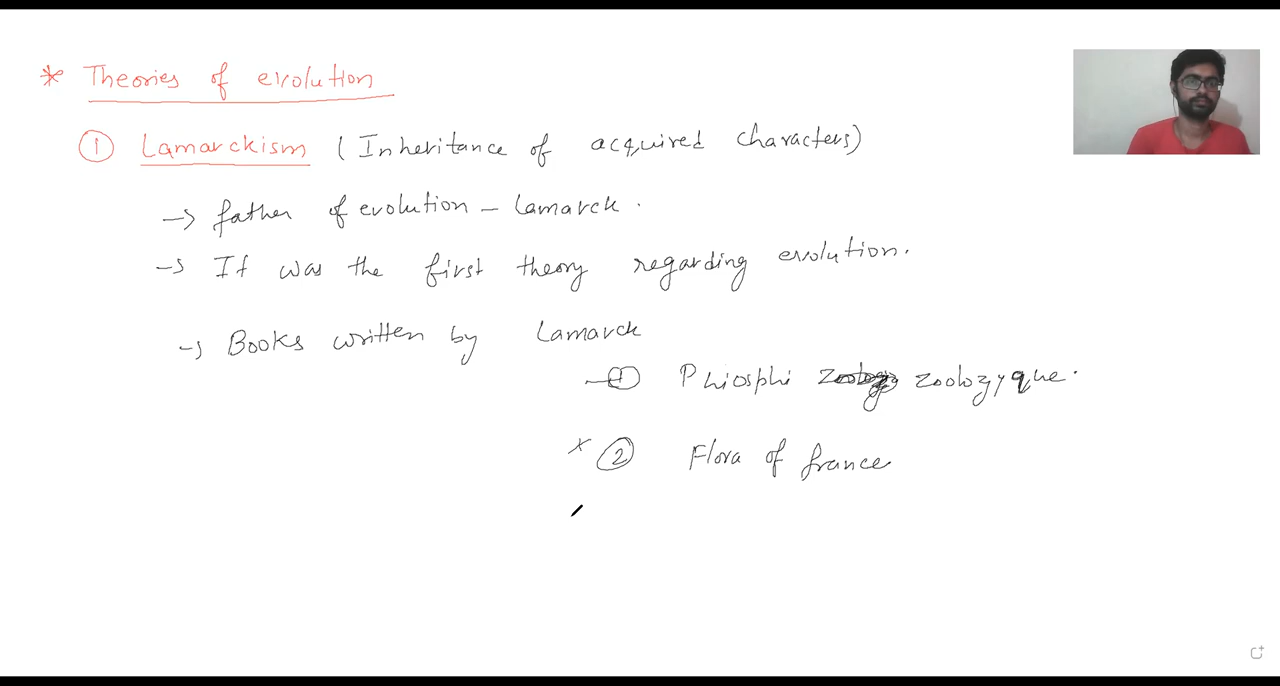 * Theories of evolution
① Lamarckism (Inheritance of acquired characters)
→ father of evolution - Lamarck.
→ It was the first theory regarding evolution.
→ Books written by Lamarck
① Phiosphi zoolozyque.
× ② Flora of france